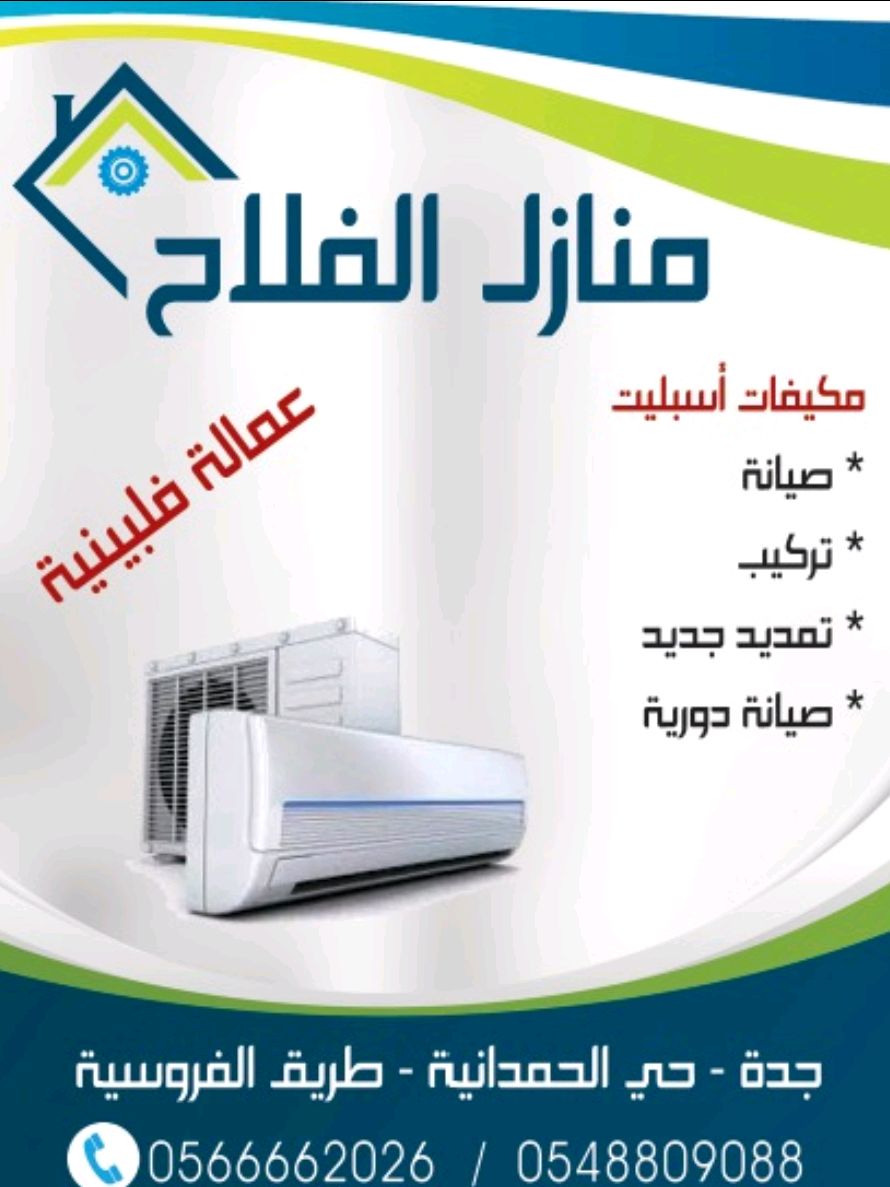 منازل الفلاح
مكيفات أسبليت
عمالة فلبينية
* صيانة
* تركيب
* تمديد جديد
* صيانة دورية
جدة - حي الحمدانية - طريق الفروسية
0566662026 / 0548809088